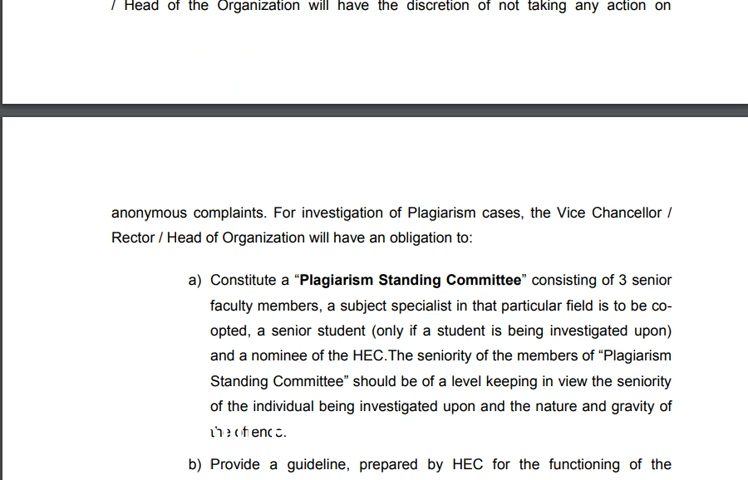 / Head of the Organization will have the discretion of not taking any action on
anonymous complaints. For investigation of Plagiarism cases, the Vice Chancellor /
Rector / Head of Organization will have an obligation to:
a) Constitute a “Plagiarism Standing Committee” consisting of 3 senior
faculty members, a subject specialist in that particular field is to be co-
opted, a senior student (only if a student is being investigated upon)
and a nominee of the HEC.The seniority of the members of “Plagiarism
Standing Committee” should be of a level keeping in view the seniority
of the individual being investigated upon and the nature and gravity of
b) Provide a guideline, prepared by HEC for the functioning of the